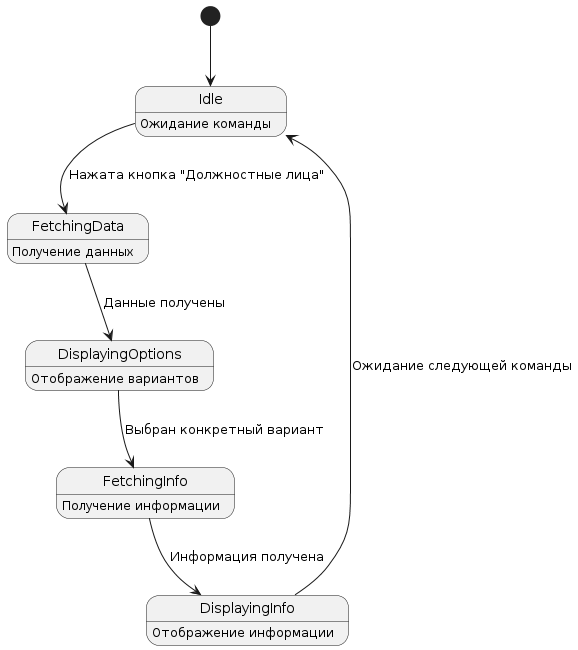 Idle
Ожидание команды
Нажата кнопка "Должностные лица"
FetchingData
Получение данных
Данные получены
DisplayingOptions
Отображение вариантов
Ожидание следующей команды
Выбран конкретный вариант
FetchingInfo
Получение информации
Информация получена
DisplayingInfo
Отображение информации